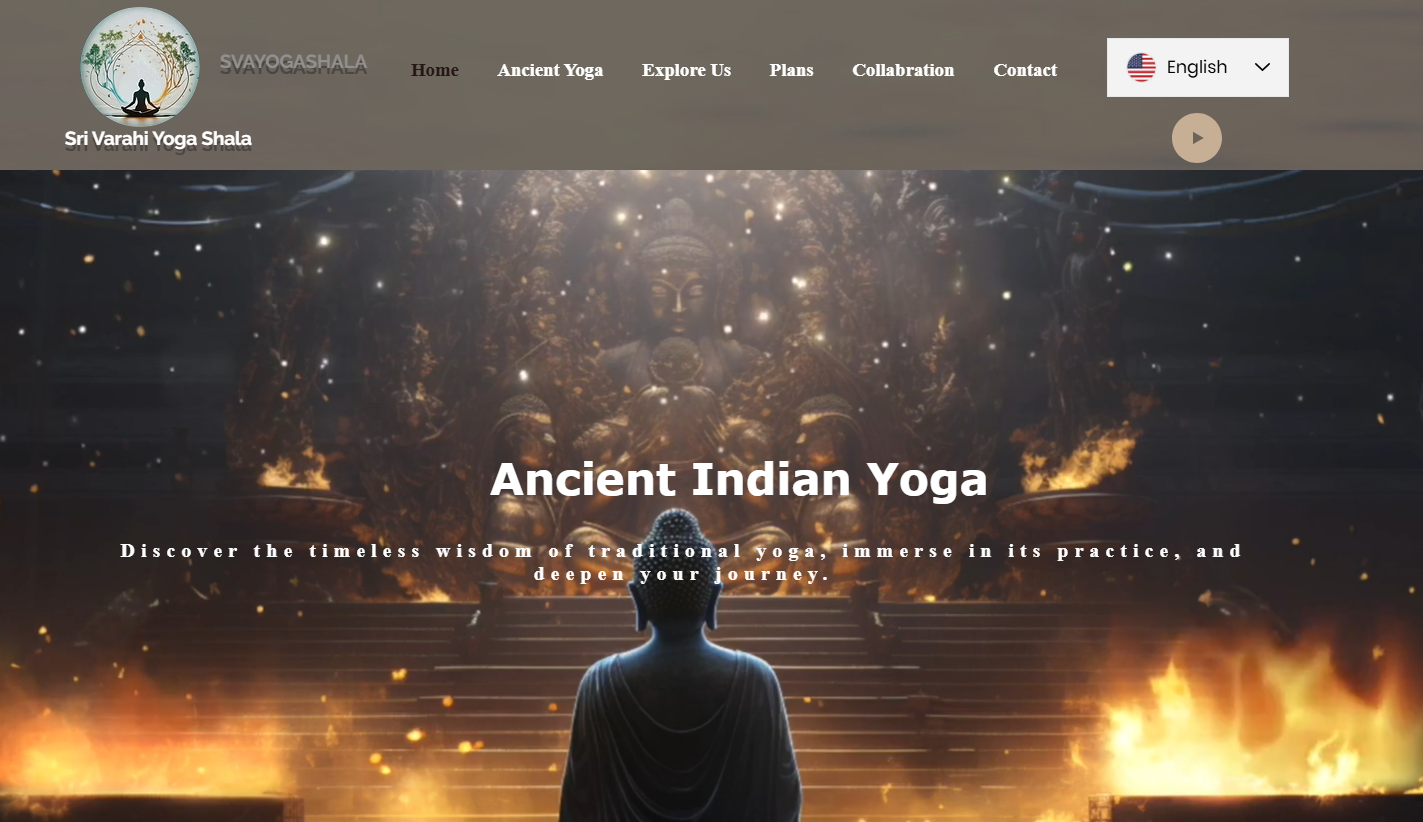 SVAYOGASHALA
Sri Varahi Yoga Shala
Home
Ancient Yoga
Explore Us
Plans
Collabration
Contact
English
Ancient Indian Yoga
Discover the timeless wisdom of traditional yoga, immerse in its practice, and
deepen your journey.